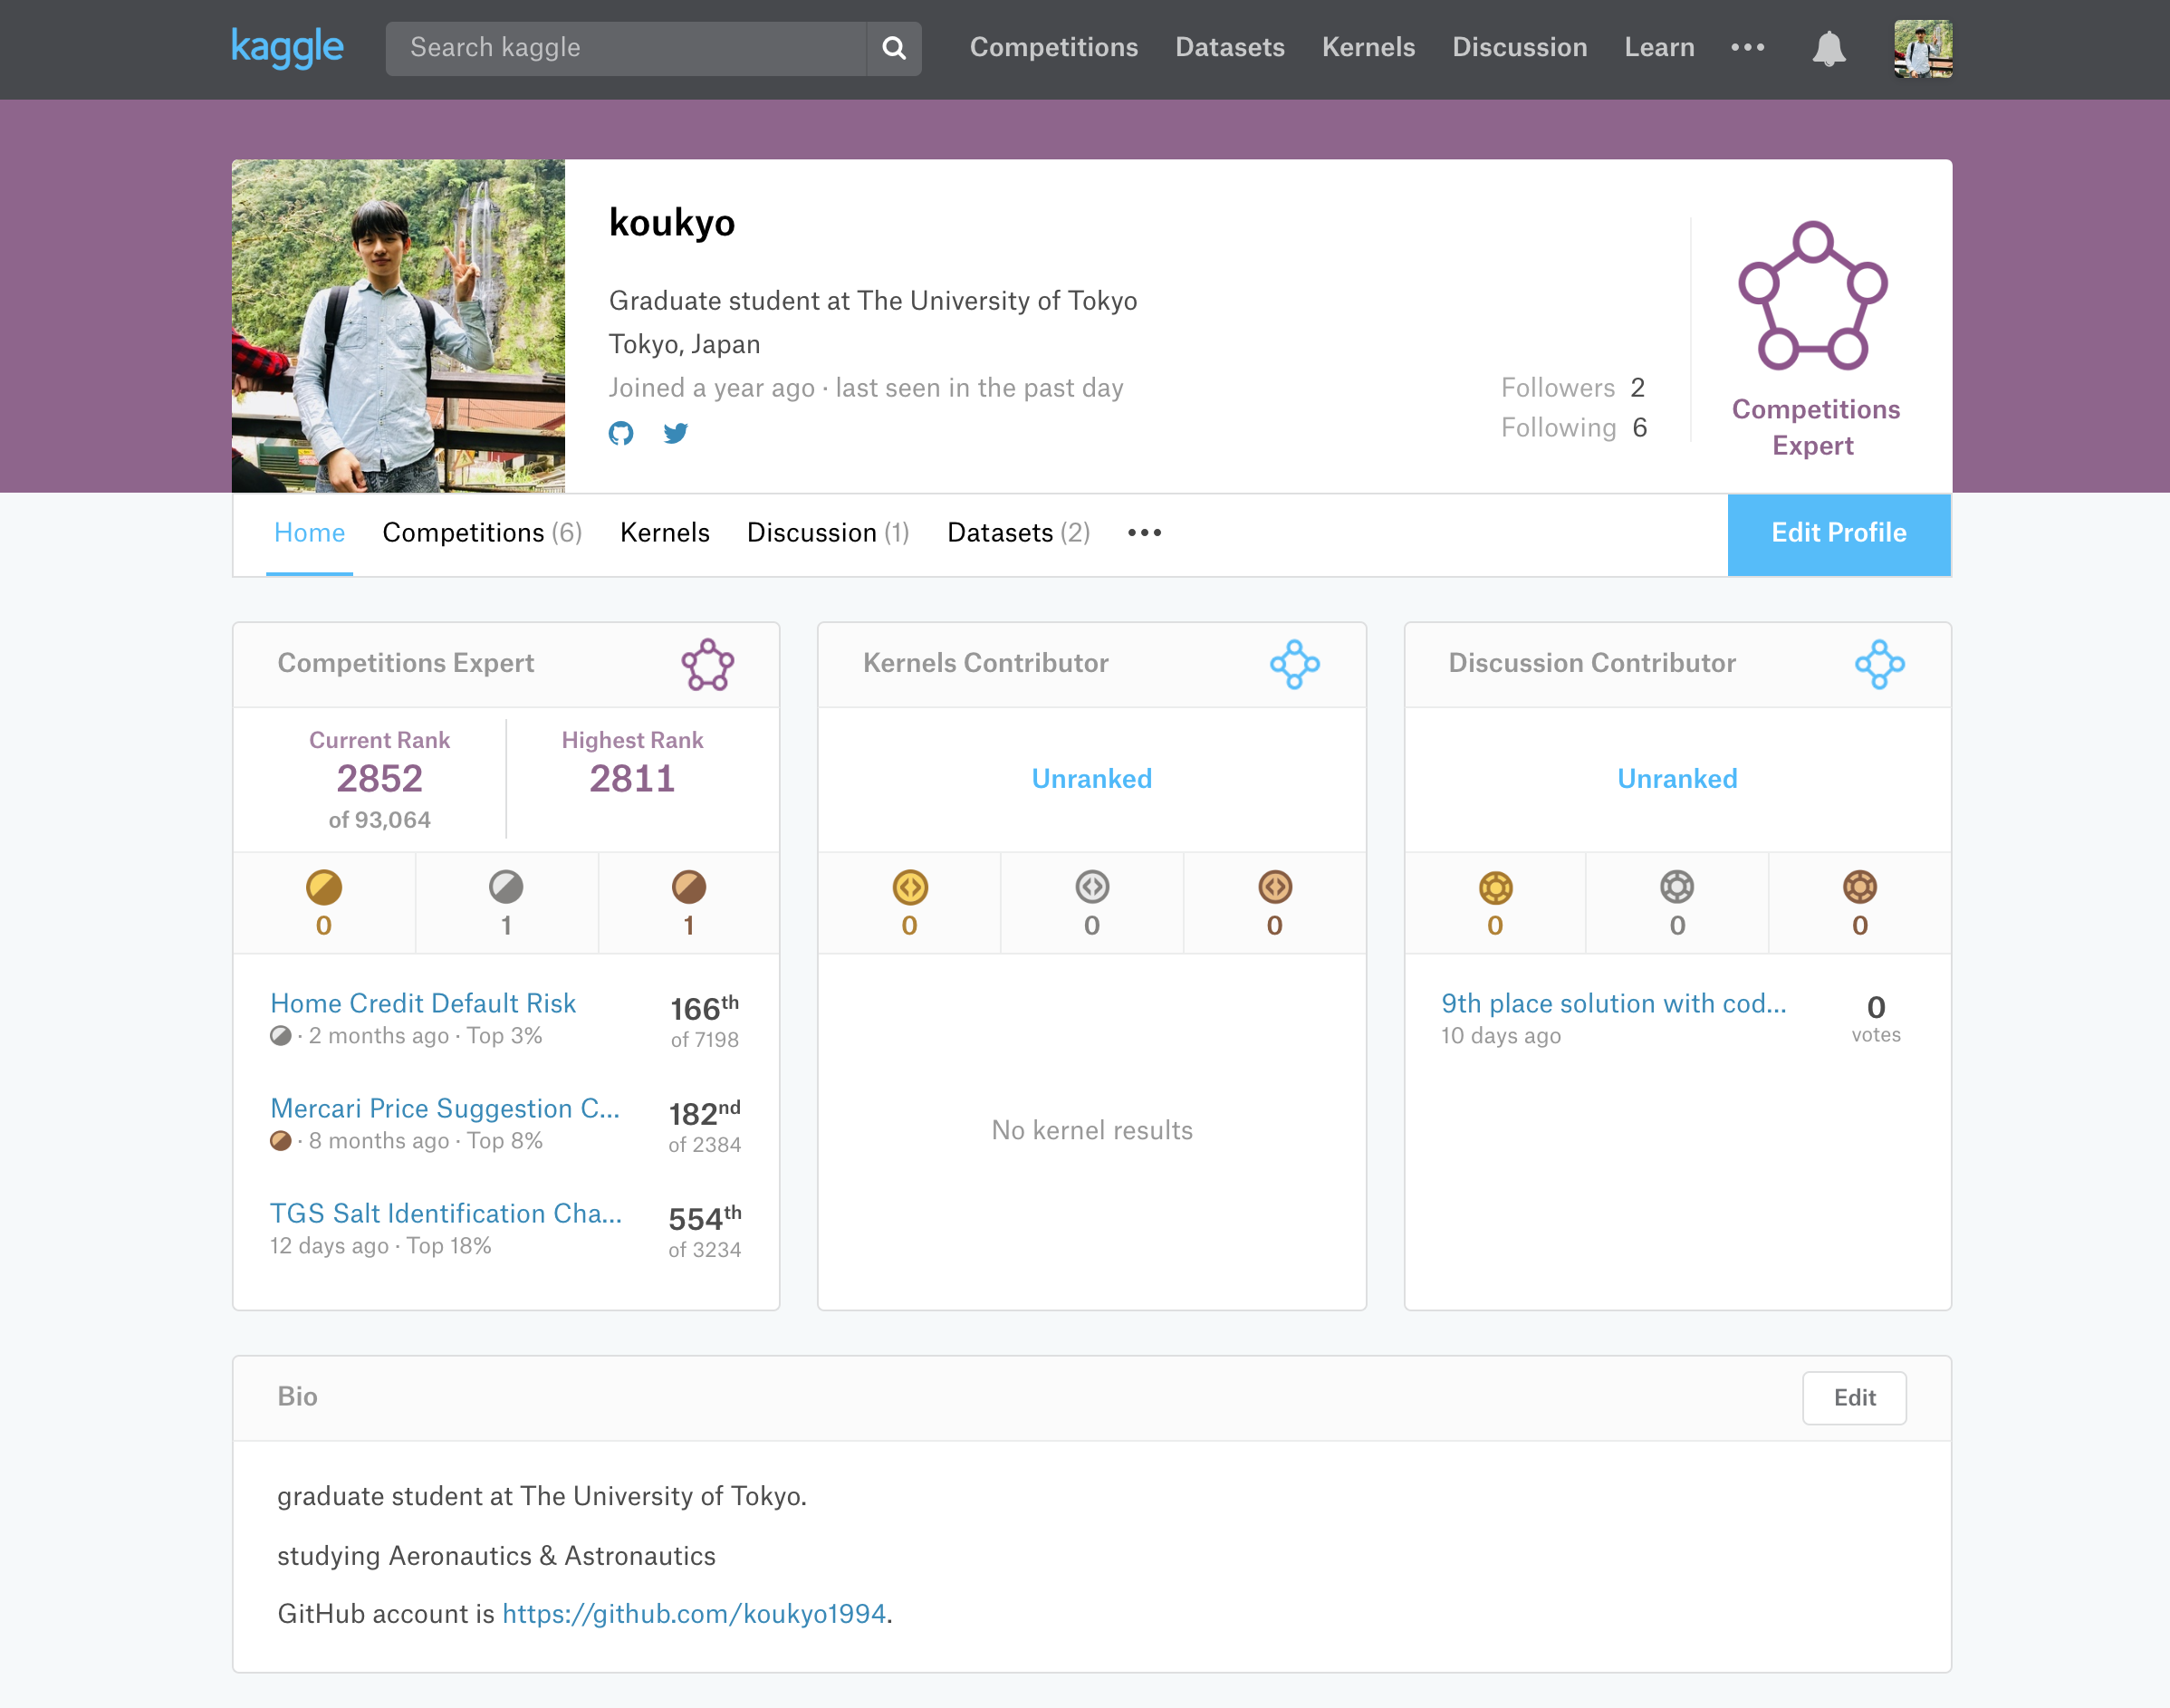 kaggle
Search kaggle
Competitions Datasets Kernels Discussion Learn •••
koukyo
Graduate student at The University of Tokyo
Tokyo, Japan
Joined a year ago · last seen in the past day
Followers 2
Following 6
Competitions
Expert
Home Competitions (6) Kernels Discussion (1) Datasets (2) •••
Edit Profile
Competitions Expert
Current Rank
2852
of 93,064
Highest Rank
2811
0 1 1
Home Credit Default Risk 166th
· 2 months ago · Top 3% of 7198
Mercari Price Suggestion C... 182nd
· 8 months ago · Top 8% of 2384
TGS Salt Identification Cha... 554th
12 days ago · Top 18% of 3234
Kernels Contributor
Unranked
0 0 0
No kernel results
Discussion Contributor
Unranked
0 0 0
9th place solution with cod... 0
10 days ago votes
Bio
Edit
graduate student at The University of Tokyo.
studying Aeronautics & Astronautics
GitHub account is https://github.com/koukyo1994.